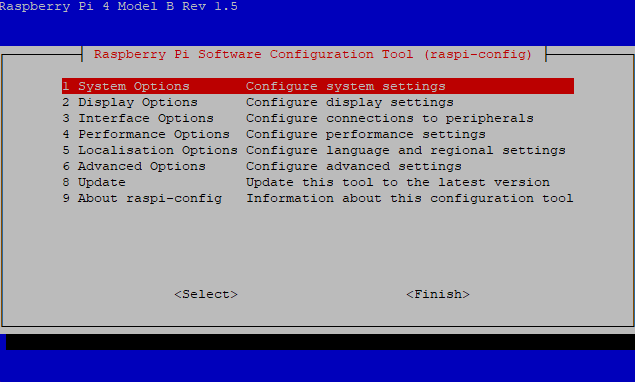 Raspberry Pi 4 Model B Rev 1.5
Raspberry Pi Software Configuration Tool (raspi-config)
1 System Options Configure system settings
2 Display Options Configure display settings
3 Interface Options Configure connections to peripherals
4 Performance Options Configure performance settings
5 Localisation Options Configure language and regional settings
6 Advanced Options Configure advanced settings
8 Update Update this tool to the latest version
9 About raspi-config Information about this configuration tool
<Select> <Finish>